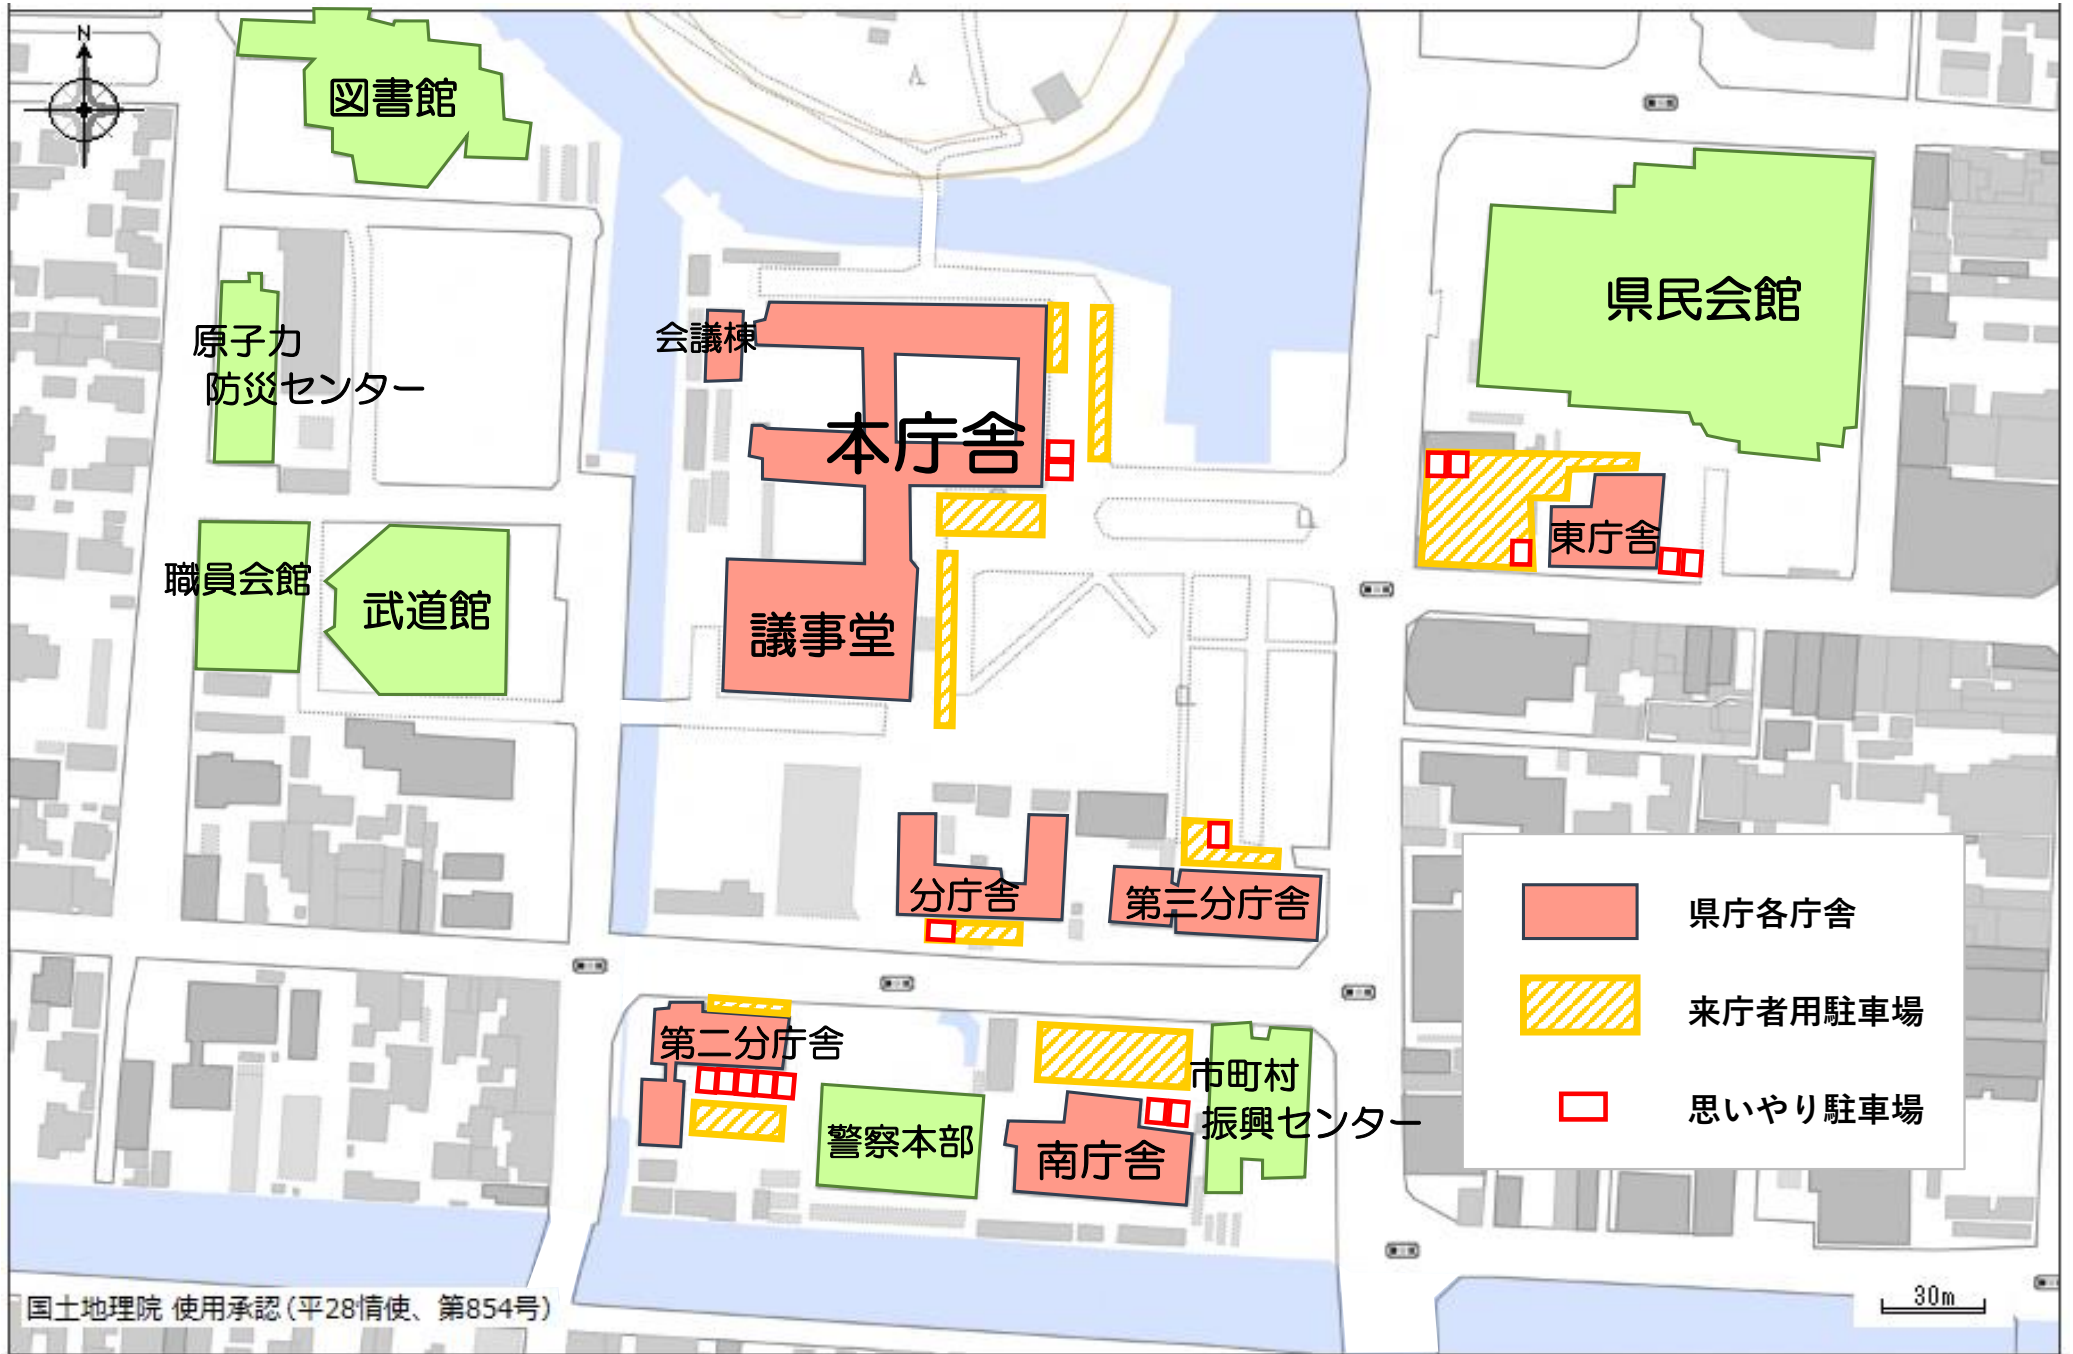 N
図書館
県民会館
原子力
防災センター
会議棟
本庁舎
東庁舎
職員会館
武道館
議事堂
分庁舎
第三分庁舎
県庁各庁舎
来庁者用駐車場
思いやり駐車場
第二分庁舎
警察本部
南庁舎
市町村
振興センター
国土地理院 使用承認(平28情使、第854号)
30m